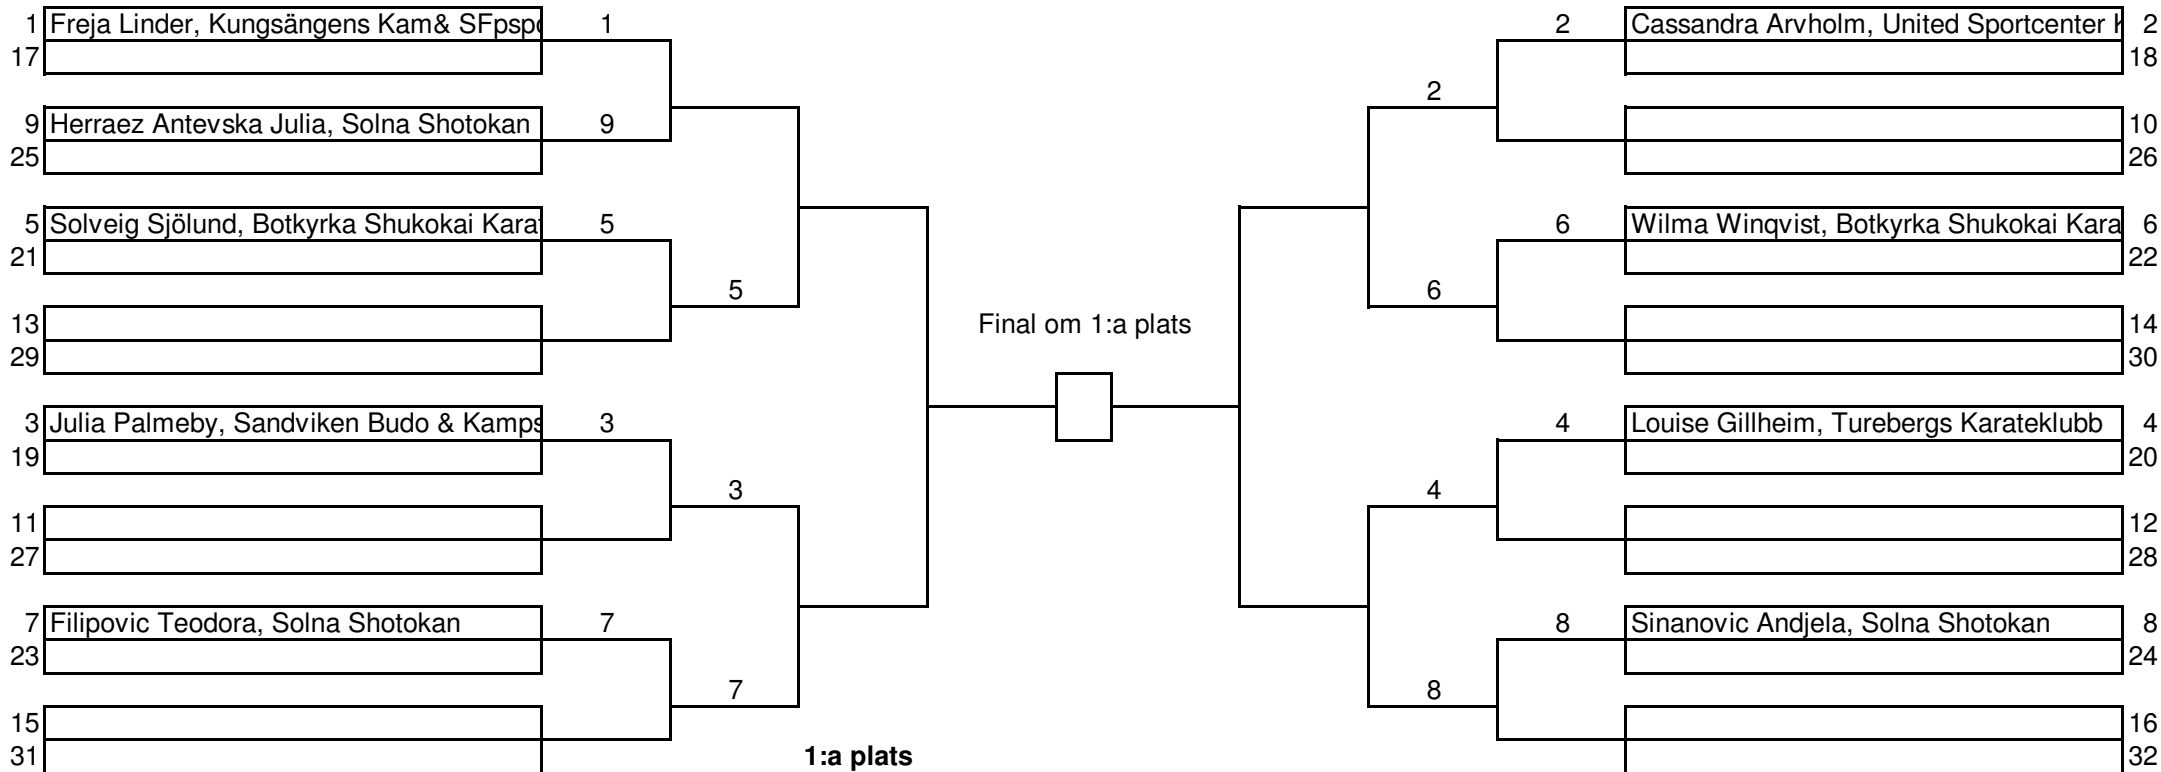 1 Freja Linder, Kungsängens Kam& SFpspo 1
17
9 Herraez Antevska Julia, Solna Shotokan 9
25
5 Solveig Sjölund, Botkyrka Shukokai Karat 5
21
5
13
29
3 Julia Palmeby, Sandviken Budo & Kamps 3
19
3
11
27
7 Filipovic Teodora, Solna Shotokan 7
23
7
15
31
Final om 1:a plats
1:a plats
2 Cassandra Arvholm, United Sportcenter K 2
18
2
10
26
6 Wilma Winqvist, Botkyrka Shukokai Kara 6
22
6
14
30
4 Louise Gillheim, Turebergs Karateklubb 4
20
4
12
28
8 Sinanovic Andjela, Solna Shotokan 8
24
8
16
32